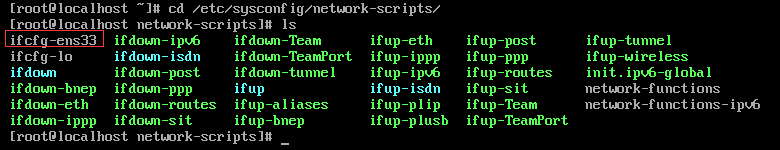 [root@localhost ~]# cd /etc/sysconfig/network-scripts/
[root@localhost network-scripts]# ls
ifcfg-ens33 ifdown-ipv6 ifdown-Team ifup-eth ifup-post ifup-tunnel
ifcfg-lo ifdown-isdn ifdown-TeamPort ifup-ippp ifup-ppp ifup-wireless
ifdown ifdown-post ifdown-tunnel ifup-ipv6 ifup-routes init.ipv6-global
ifdown-bnep ifdown-ppp ifup ifup-isdn ifup-sit network-functions
ifdown-eth ifdown-routes ifup-aliases ifup-plip ifup-Team network-functions-ipv6
ifdown-ippp ifdown-sit ifup-bnep ifup-plusb ifup-TeamPort
[root@localhost network-scripts]# _